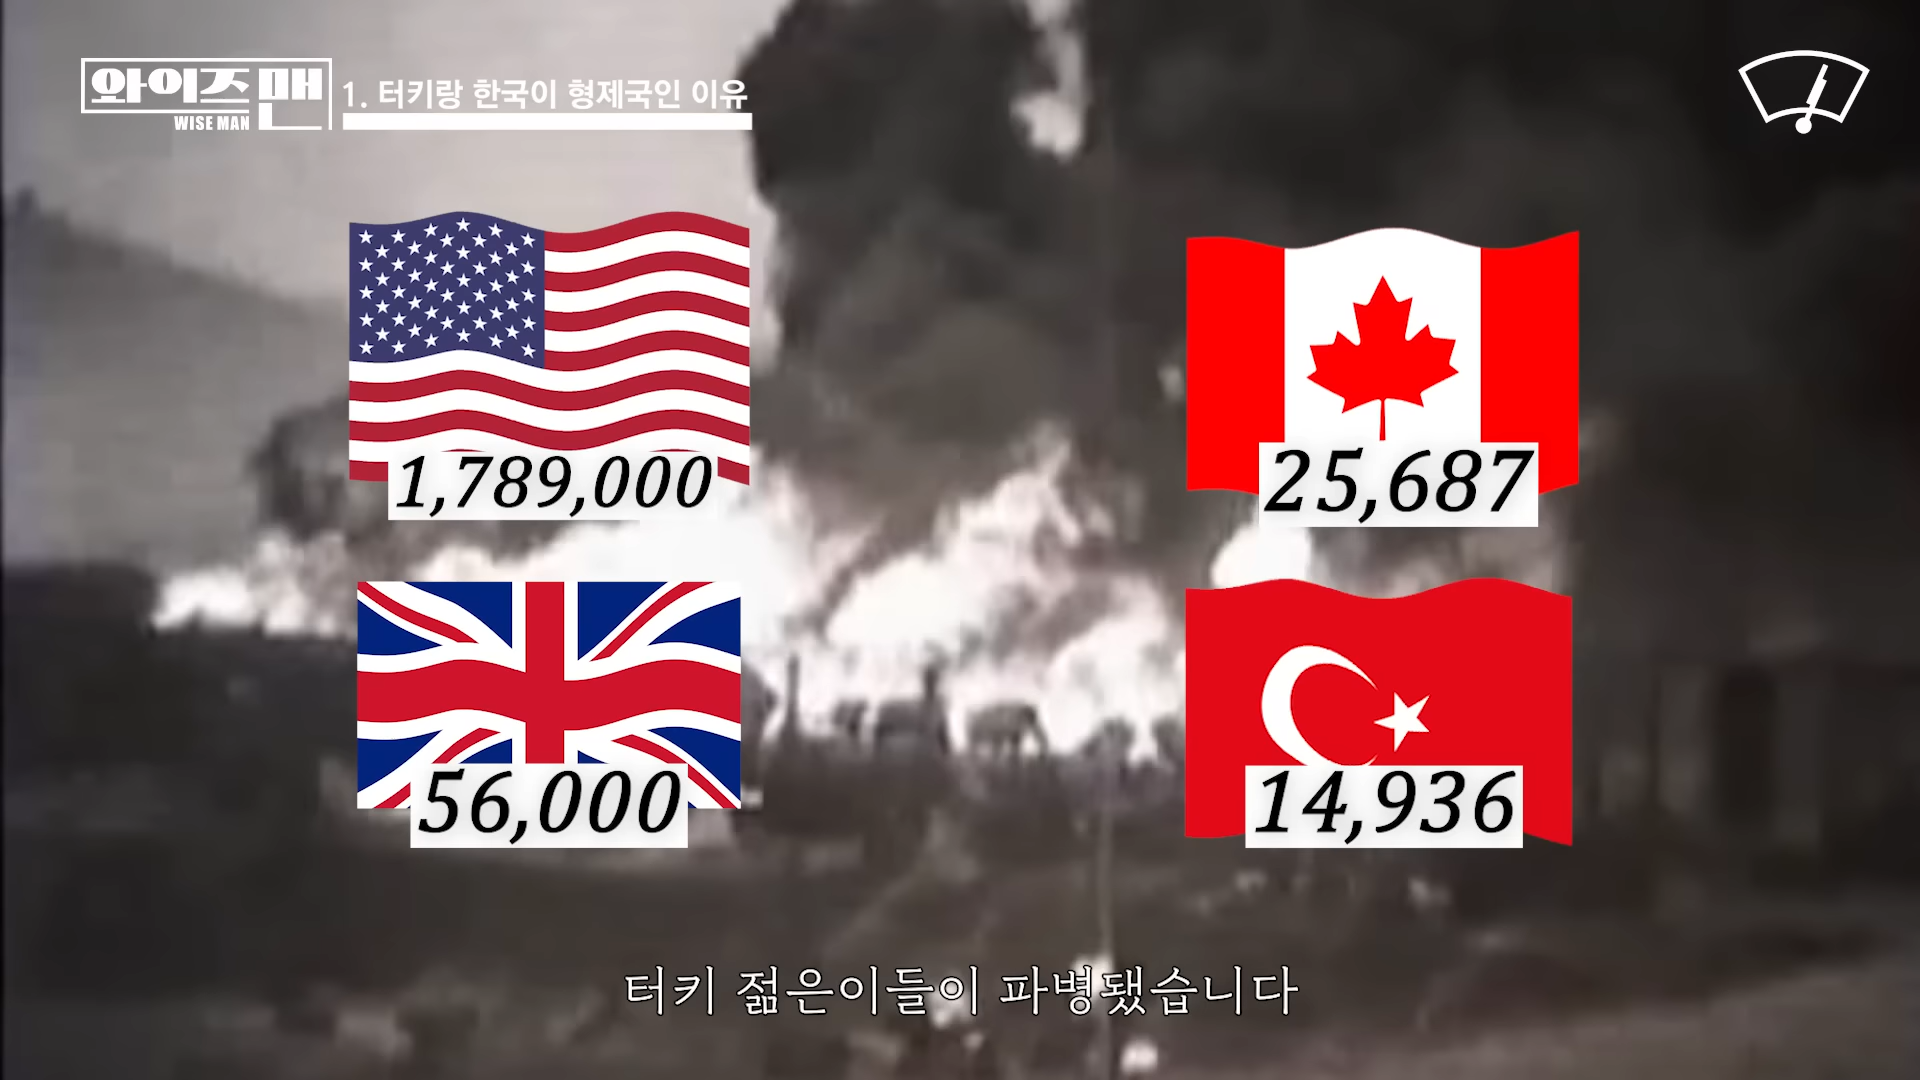 와이즈맨
WISE MAN
1. 터키랑 한국이 형제국인 이유
1,789,000
25,687
56,000
14,936
터키 젊은이들이 파병됐습니다